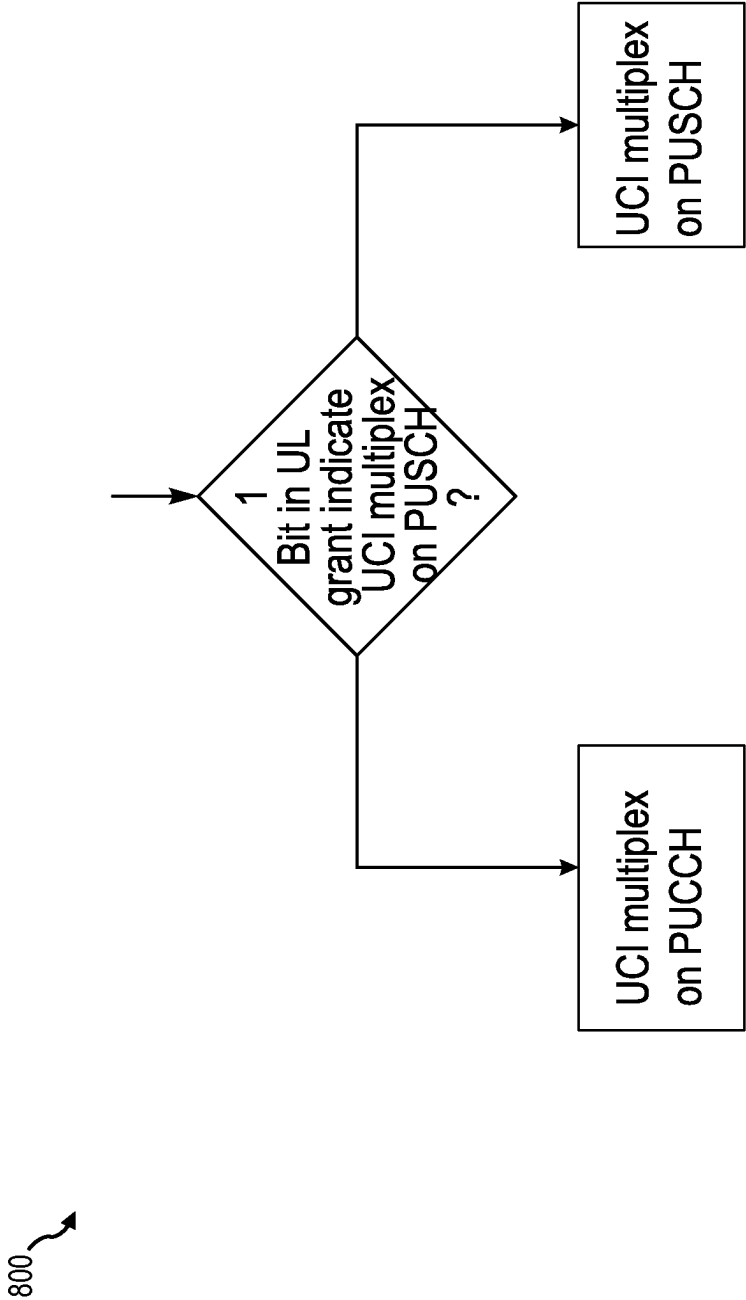 800
1
Bit in UL
grant indicate
UCI multiplex
on PUSCH
?
UCI multiplex
on PUCCH
UCI multiplex
on PUSCH